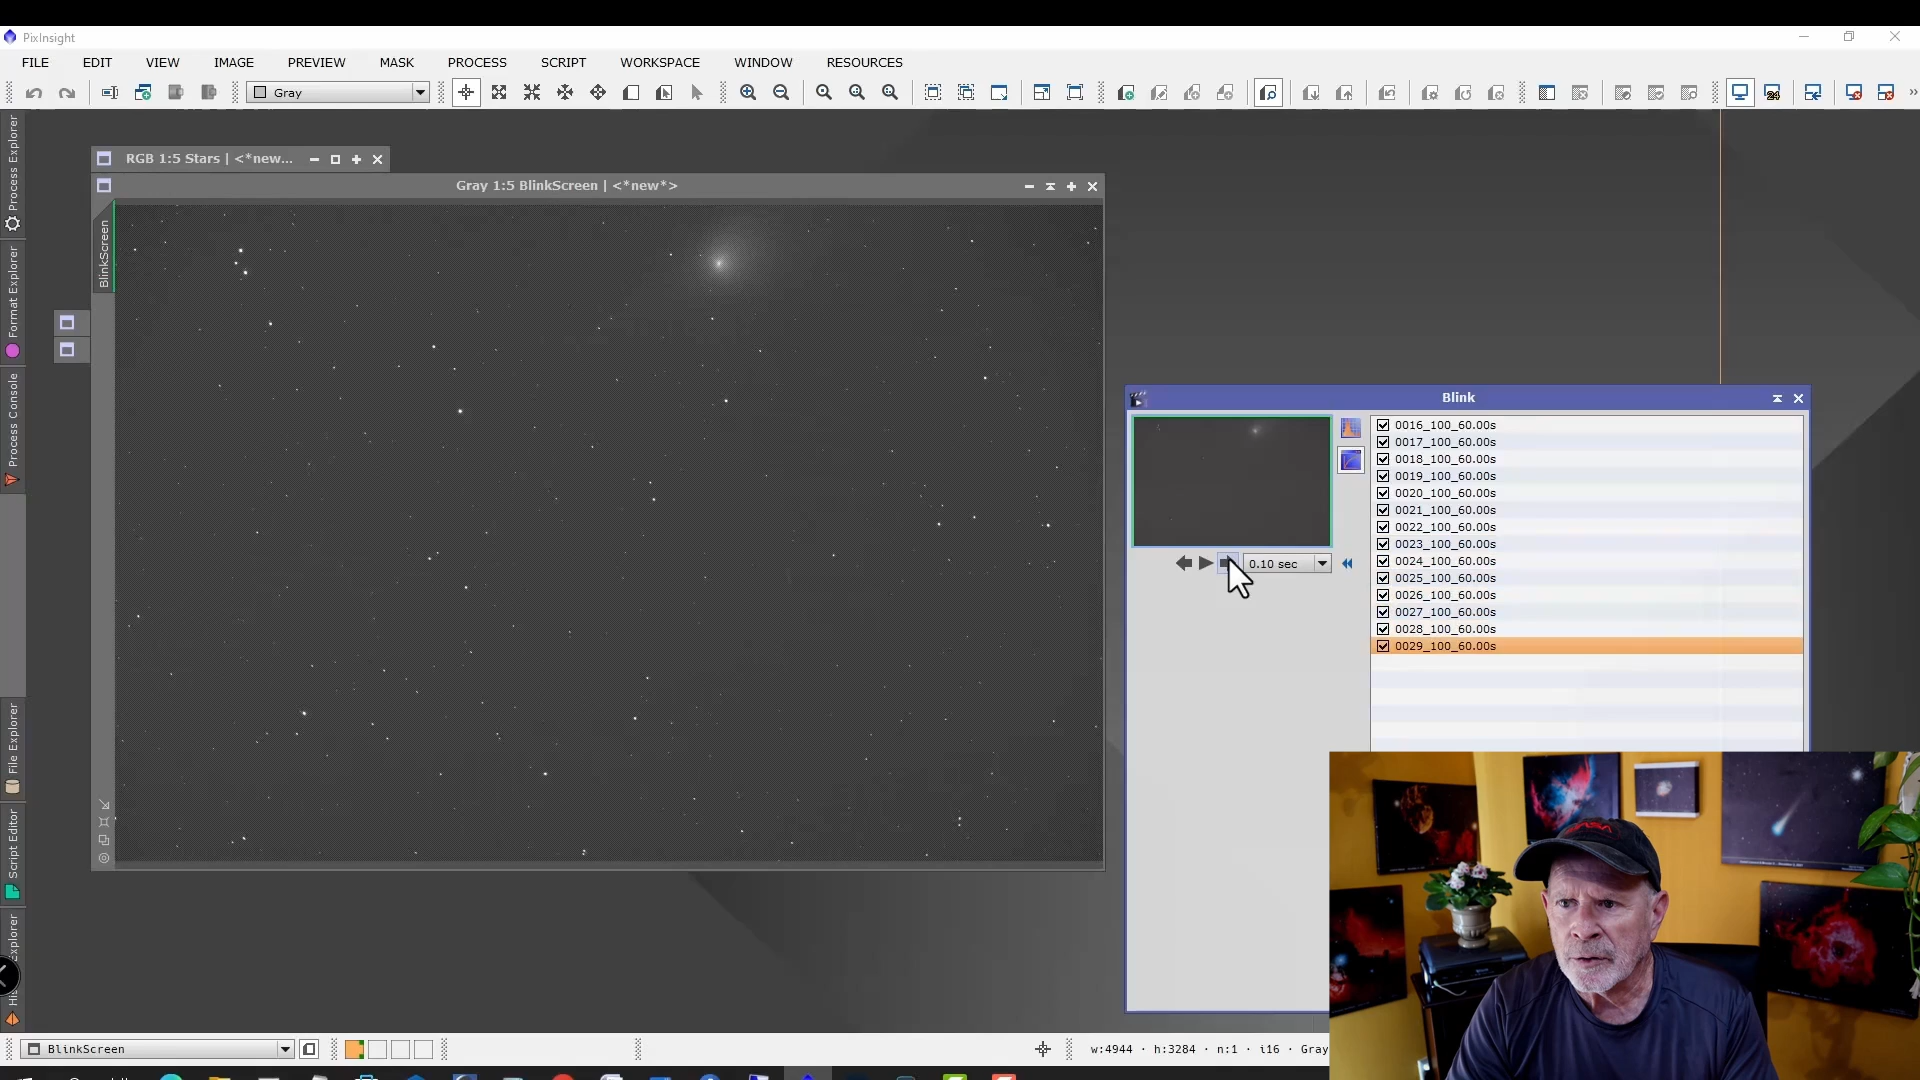 PixInsight
FILE EDIT VIEW IMAGE PREVIEW MASK PROCESS SCRIPT WORKSPACE WINDOW RESOURCES
Gray
24
Process Explorer
Format Explorer
Process Console
File Explorer
Script Editor
RGB 1:5 Stars | <*new...
Gray 1:5 BlinkScreen | <*new*>
BlinkScreen
Blink
0016_100_60.00s
0017_100_60.00s
0018_100_60.00s
0019_100_60.00s
0020_100_60.00s
0021_100_60.00s
0022_100_60.00s
0023_100_60.00s
0024_100_60.00s
0025_100_60.00s
0026_100_60.00s
0027_100_60.00s
0028_100_60.00s
0029_100_60.00s
0.10 sec
NASA
BlinkScreen
w:4944 · h:3284 · n:1 · i16 · Gray